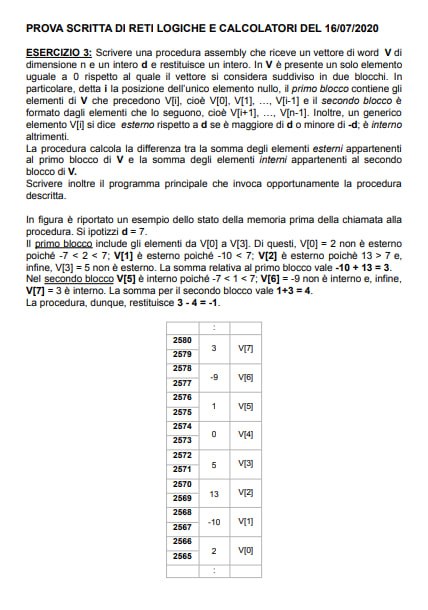 PROVA SCRITTA DI RETI LOGICHE E CALCOLATORI DEL 16/07/2020
ESERCIZIO 3: Scrivere una procedura assembly che riceve un vettore di word V di
dimensione n e un intero d e restituisce un intero. In V è presente un solo elemento
uguale a 0 rispetto al quale il vettore si considera suddiviso in due blocchi. In
particolare, detta i la posizione dell'unico elemento nullo, il primo blocco contiene gli
elementi di V che precedono V[i], cioè V[0], V[1], …, V[i-1] e il secondo blocco è
formato dagli elementi che lo seguono, cioè V[i+1], …, V[n-1]. Inoltre, un generico
elemento V[i] si dice esterno rispetto a d se è maggiore di d o minore di -d; è interno
altrimenti.
La procedura calcola la differenza tra la somma degli elementi esterni appartenenti
al primo blocco di V e la somma degli elementi interni appartenenti al secondo
blocco di V.
Scrivere inoltre il programma principale che invoca opportunamente la procedura
descritta.
In figura è riportato un esempio dello stato della memoria prima della chiamata alla
procedura. Si ipotizzi d = 7.
Il primo blocco include gli elementi da V[0] a V[3]. Di questi, V[0] = 2 non è esterno
poiché -7 < 2 < 7; V[1] è esterno poiché -10 < 7; V[2] è esterno poichè 13 > 7 e,
infine, V[3] = 5 non è esterno. La somma relativa al primo blocco vale -10 + 13 = 3.
Nel secondo blocco V[5] è interno poiché -7 < 1 < 7; V[6] = -9 non è interno e, infine,
V[7] = 3 è interno. La somma per il secondo blocco vale 1+3 = 4.
La procedura, dunque, restituisce 3 - 4 = -1.
:
2580
3 V[7]
2579
2578
-9 V[6]
2577
2576
1 V[5]
2575
2574
0 V[4]
2573
2572
5 V[3]
2571
2570
13 V[2]
2569
2568
-10 V[1]
2567
2566
2 V[0]
2565
: